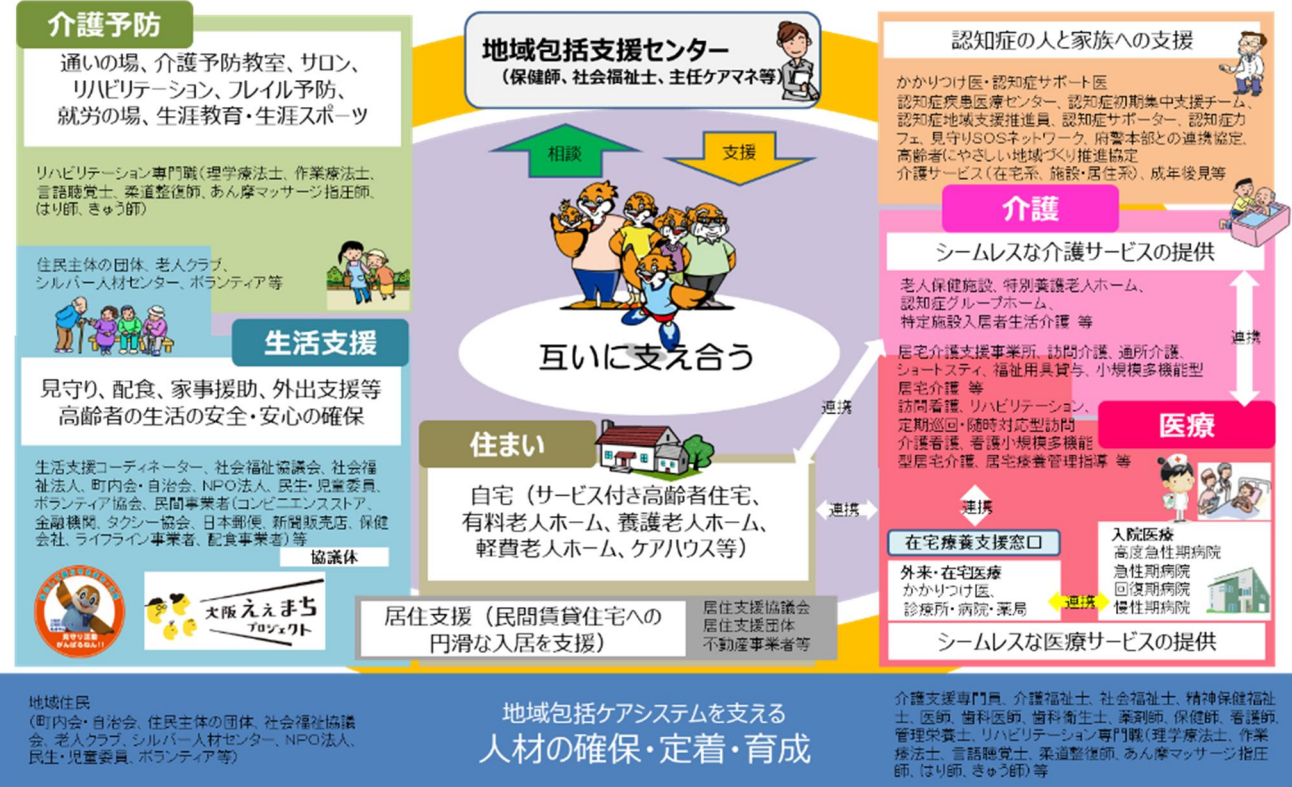 介護予防
通いの場、介護予防教室、サロン、
リハビリテーション、フレイル予防、
就労の場、生涯教育・生涯スポーツ
リハビリテーション専門職(理学療法士、作業療法士、
言語聴覚士、柔道整復師、あん摩マッサージ指圧師、
はり師、きゅう師)
住民主体の団体、老人クラブ、
シルバー人材センター、ボランティア等
生活支援
見守り、配食、家事援助、外出支援等
高齢者の生活の安全・安心の確保
生活支援コーディネーター、社会福祉協議会、社会福
祉法人、町内会・自治会、NPO法人、民生・児童委員、
ボランティア協会、民間事業者(コンビニエンスストア、
金融機関、タクシー協会、日本郵便、新聞販売店、保健
会社、ライフライン事業者、配食事業者)等
協議体
見守り活動
がんばるねん!!
大阪ええまち
プロジェクト
地域包括支援センター
(保健師、社会福祉士、主任ケアマネ等)
相談
支援
互いに支え合う
連携
住まい
自宅(サービス付き高齢者住宅、
有料老人ホーム、養護老人ホーム、
軽費老人ホーム、ケアハウス等)
連携
居住支援(民間賃貸住宅への
円滑な入居を支援)
居住支援協議会
居住支援団体
不動産事業者等
認知症の人と家族への支援
かかりつけ医・認知症サポート医
認知症疾患医療センター、認知症初期集中支援チーム、
認知症地域支援推進員、認知症サポーター、認知症カ
フェ、見守りSOSネットワーク、府警本部との連携協定、
高齢者にやさしい地域づくり推進協定
介護サービス(在宅系、施設・居住系)、成年後見等
介護
シームレスな介護サービスの提供
老人保健施設、特別養護老人ホーム、
認知症グループホーム、
特定施設入居者生活介護 等
連携
居宅介護支援事業所、訪問介護、通所介護、
ショートスティ、福祉用具貸与、小規模多機能型
居宅介護 等
訪問看護、リハビリテーション、
定期巡回・随時対応型訪問
介護看護、看護小規模多機能
型居宅介護、居宅療養管理指導 等
医療
連携
在宅療養支援窓口
外来・在宅医療
かかりつけ医、
診療所・病院・薬局
連携
入院医療
高度急性期病院
急性期病院
回復期病院
慢性期病院
シームレスな医療サービスの提供
地域住民
(町内会・自治会、住民主体の団体、社会福祉協議
会、老人クラブ、シルバー人材センター、NPO法人、
民生・児童委員、ボランティア等)
地域包括ケアシステムを支える
人材の確保・定着・育成
介護支援専門員、介護福祉士、社会福祉士、精神保健福祉
士、医師、歯科医師、歯科衛生士、薬剤師、保健師、看護師、
管理栄養士、リハビリテーション専門職(理学療法士、作業
療法士、言語聴覚士、柔道整復師、あん摩マッサージ指圧
師、はり師、きゅう師)等